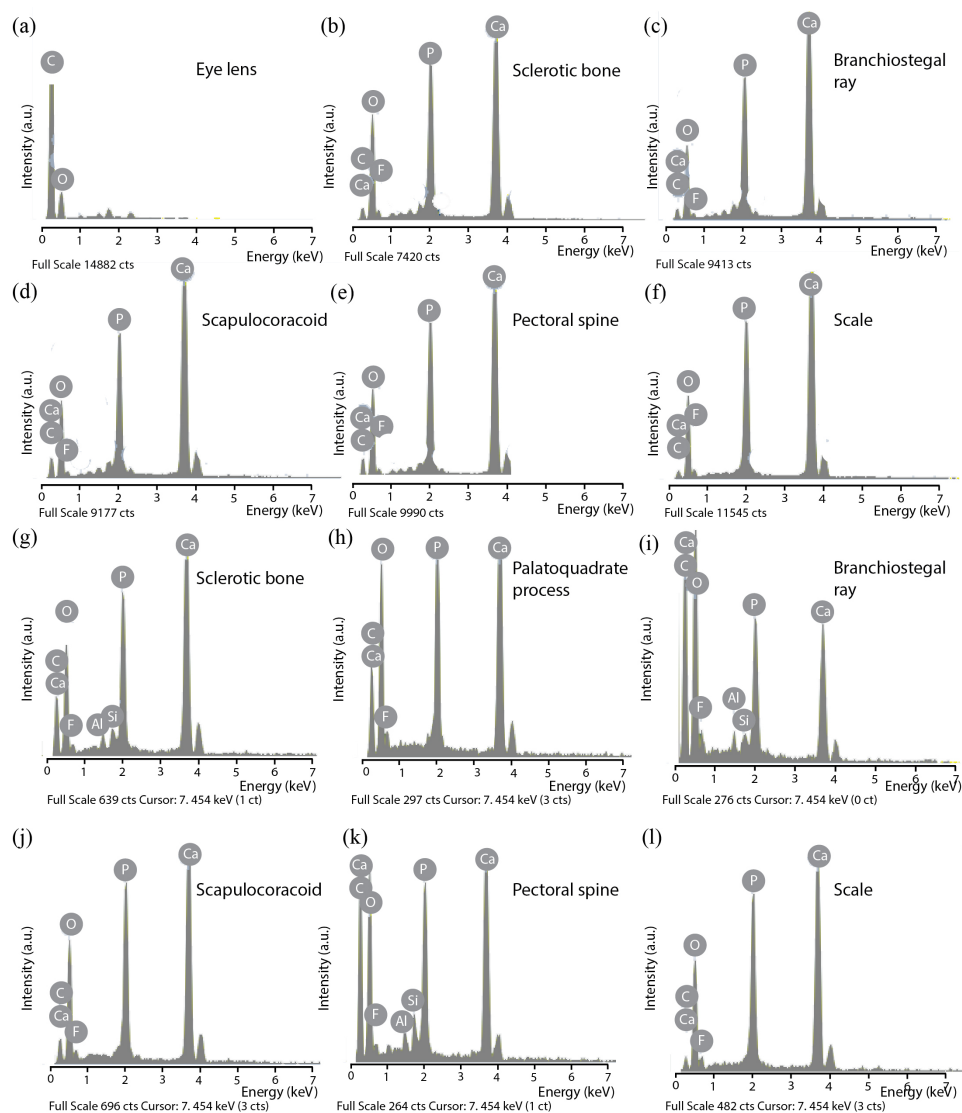 (a)
C
O
Eye lens
Intensity (a.u.)
0 1 2 3 4 5 6 7
Energy (keV)
Full Scale 14882 cts
(b)
Ca
P
O
C
F
Ca
Sclerotic bone
Intensity (a.u.)
0 1 2 3 4 5 6 7
Energy (keV)
Full Scale 7420 cts
(c)
Ca
P
O
Ca
C
F
Branchiostegal
ray
Intensity (a.u.)
0 1 2 3 4 5 6 7
Energy (keV)
Full Scale 9413 cts
(d)
Ca
P
O
Ca
C
F
Scapulocoracoid
Intensity (a.u.)
0 1 2 3 4 5 6 7
Energy (keV)
Full Scale 9177 cts
(e)
Ca
P
O
Ca
F
C
Pectoral spine
Intensity (a.u.)
0 1 2 3 4 5 6 7
Energy (keV)
Full Scale 9990 cts
(f)
Ca
P
O
F
Ca
C
Scale
Intensity (a.u.)
0 1 2 3 4 5 6 7
Energy (keV)
Full Scale 11545 cts
(g)
Ca
P
O
C
Ca
F
Al
Si
Sclerotic bone
Intensity (a.u.)
0 1 2 3 4 5 6 7
Energy (keV)
Full Scale 639 cts Cursor: 7. 454 keV (1 ct)
(h)
O
P
Ca
C
Ca
F
Palatoquadrate
process
Intensity (a.u.)
0 1 2 3 4 5 6 7
Energy (keV)
Full Scale 297 cts Cursor: 7. 454 keV (3 cts)
(i)
Ca
C
O
P
Ca
F
Al
Si
Branchiostegal
ray
Intensity (a.u.)
0 1 2 3 4 5 6 7
Energy (keV)
Full Scale 276 cts Cursor: 7. 454 keV (0 ct)
(j)
Ca
P
O
C
Ca
F
Scapulocoracoid
Intensity (a.u.)
0 1 2 3 4 5 6 7
Energy (keV)
Full Scale 696 cts Cursor: 7. 454 keV (3 cts)
(k)
Ca
C
O
P
Ca
F
Al
Si
Pectoral spine
Intensity (a.u.)
0 1 2 3 4 5 6 7
Energy (keV)
Full Scale 264 cts Cursor: 7. 454 keV (1 ct)
(l)
Ca
P
O
C
Ca
F
Scale
Intensity (a.u.)
0 1 2 3 4 5 6 7
Energy (keV)
Full Scale 482 cts Cursor: 7. 454 keV (3 cts)